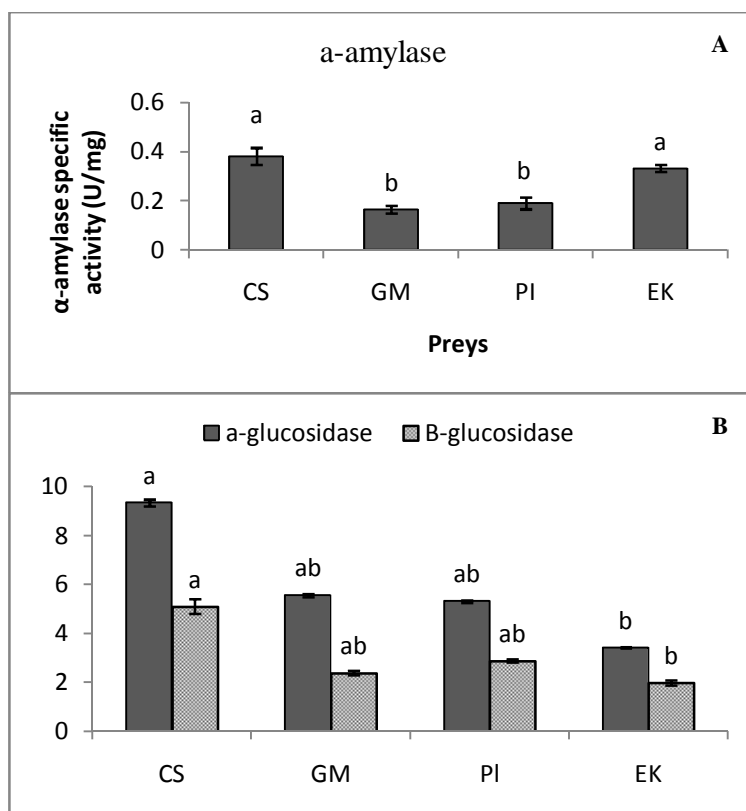 A
a-amylase
α-amylase specific
activity (U/mg)
0.6
0.4
0.2
0
a
b
b
a
CS GM PI EK
Preys
B
a-glucosidase B-glucosidase
10
8
6
4
2
0
a
a
ab
ab
ab
ab
b
b
CS GM Pl EK